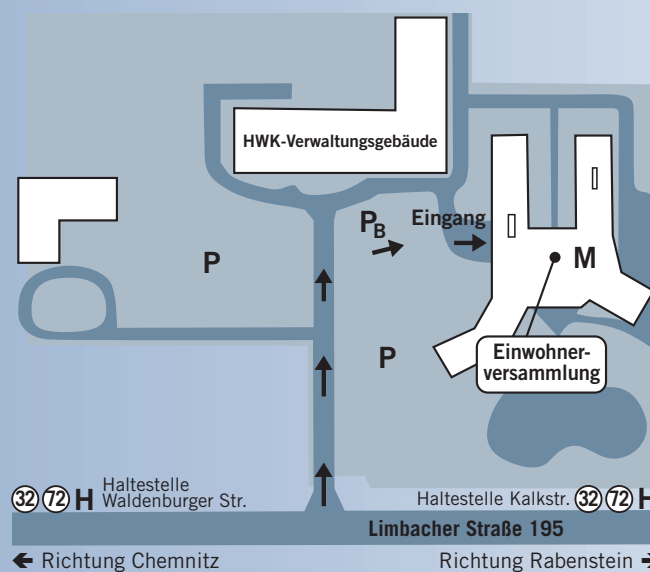 HWK-Verwaltungsgebäude
P
B
Eingang
P
M
P
Einwohner-
versammlung
32 72 H Haltestelle
Waldenburger Str.
Haltestelle Kalkstr. 32 72 H
Limbacher Straße 195
← Richtung Chemnitz
Richtung Rabenstein →